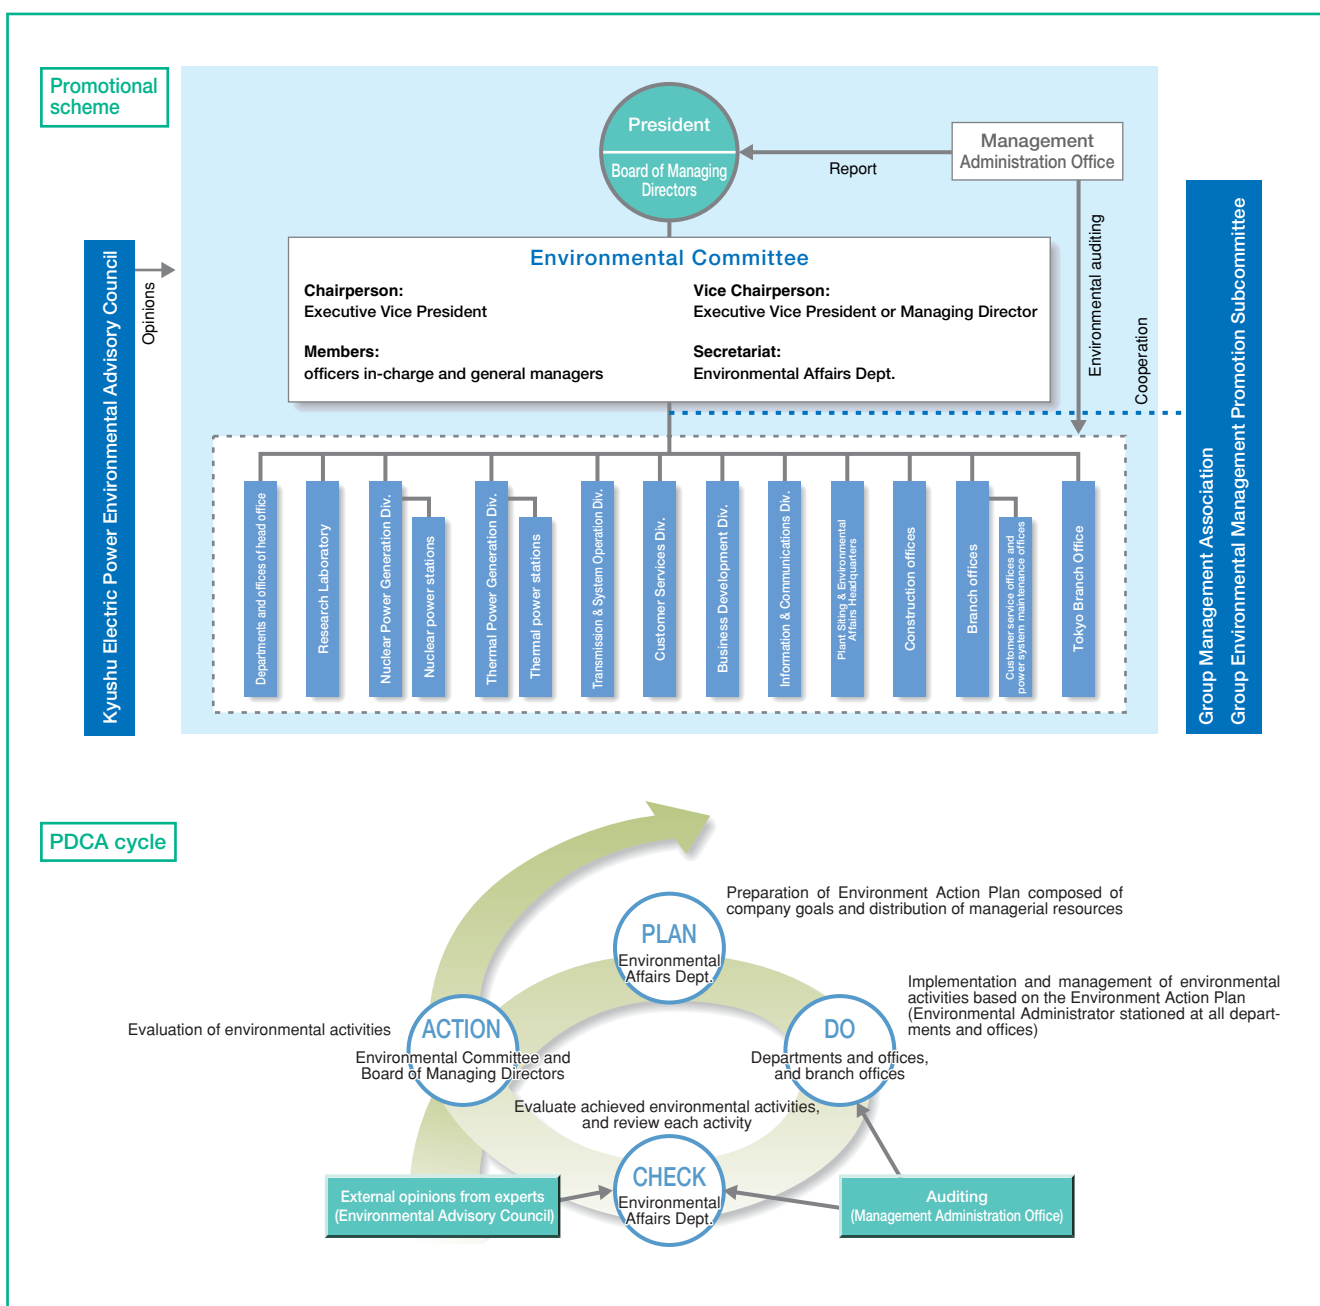 Promotional
scheme
President
Board of Managing
Directors
Report
Management
Administration Office
Kyushu Electric Power Environmental Advisory Council
Opinions
Environmental Committee
Chairperson:
Executive Vice President
Vice Chairperson:
Executive Vice President or Managing Director
Members:
officers in-charge and general managers
Secretariat:
Environmental Affairs Dept.
Environmental auditing
Cooperation
Group Management Association
Group Environmental Management Promotion Subcommittee
Departments and offices of head office
Research Laboratory
Nuclear Power Generation Div.
Nuclear power stations
Thermal Power Generation Div.
Thermal power stations
Transmission & System Operation Div.
Customer Services Div.
Business Development Div.
Information & Communications Div.
Plant Siting & Environmental
Affairs Headquarters
Construction offices
Branch offices
Customer service offices and
power system maintenance offices
Tokyo Branch Office
PDCA cycle
PLAN
Environmental
Affairs Dept.
Preparation of Environment Action Plan composed of
company goals and distribution of managerial resources
DO
Departments and offices,
and branch offices
Implementation and management of environmental
activities based on the Environment Action Plan
(Environmental Administrator stationed at all depart-
ments and offices)
Evaluation of environmental activities
ACTION
Environmental Committee and
Board of Managing Directors
Evaluate achieved environmental activities,
and review each activity
CHECK
Environmental
Affairs Dept.
External opinions from experts
(Environmental Advisory Council)
Auditing
(Management Administration Office)